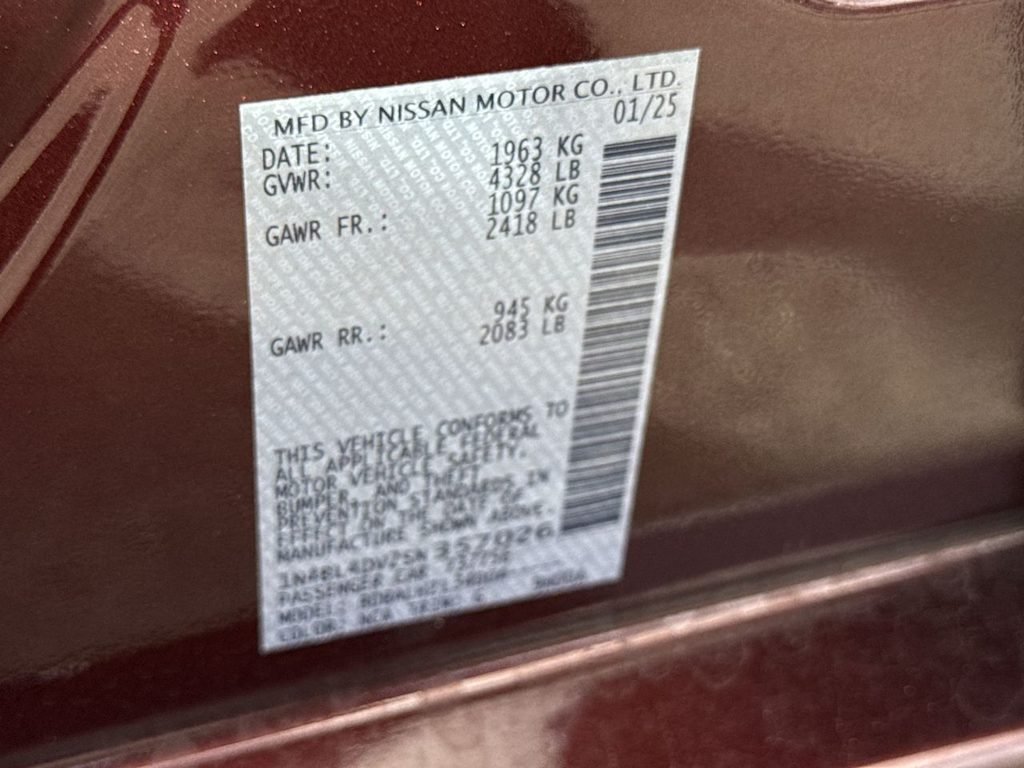 MFD BY NISSAN MOTOR CO., LTD.
DATE: 01/25
GVWR: 1963 KG
4328 LB
GAWR FR.: 1097 KG
2418 LB
GAWR RR.: 945 KG
2083 LB
THIS VEHICLE CONFORMS TO
ALL APPLICABLE FEDERAL
MOTOR VEHICLE SAFETY,
BUMPER, AND THEFT
PREVENTION STANDARDS IN
EFFECT ON THE DATE OF
MANUFACTURE SHOWN ABOVE.
1N4BL4DV2SN 357026
PASSENGER CAR
MODEL:
COLOR: TRIM: G